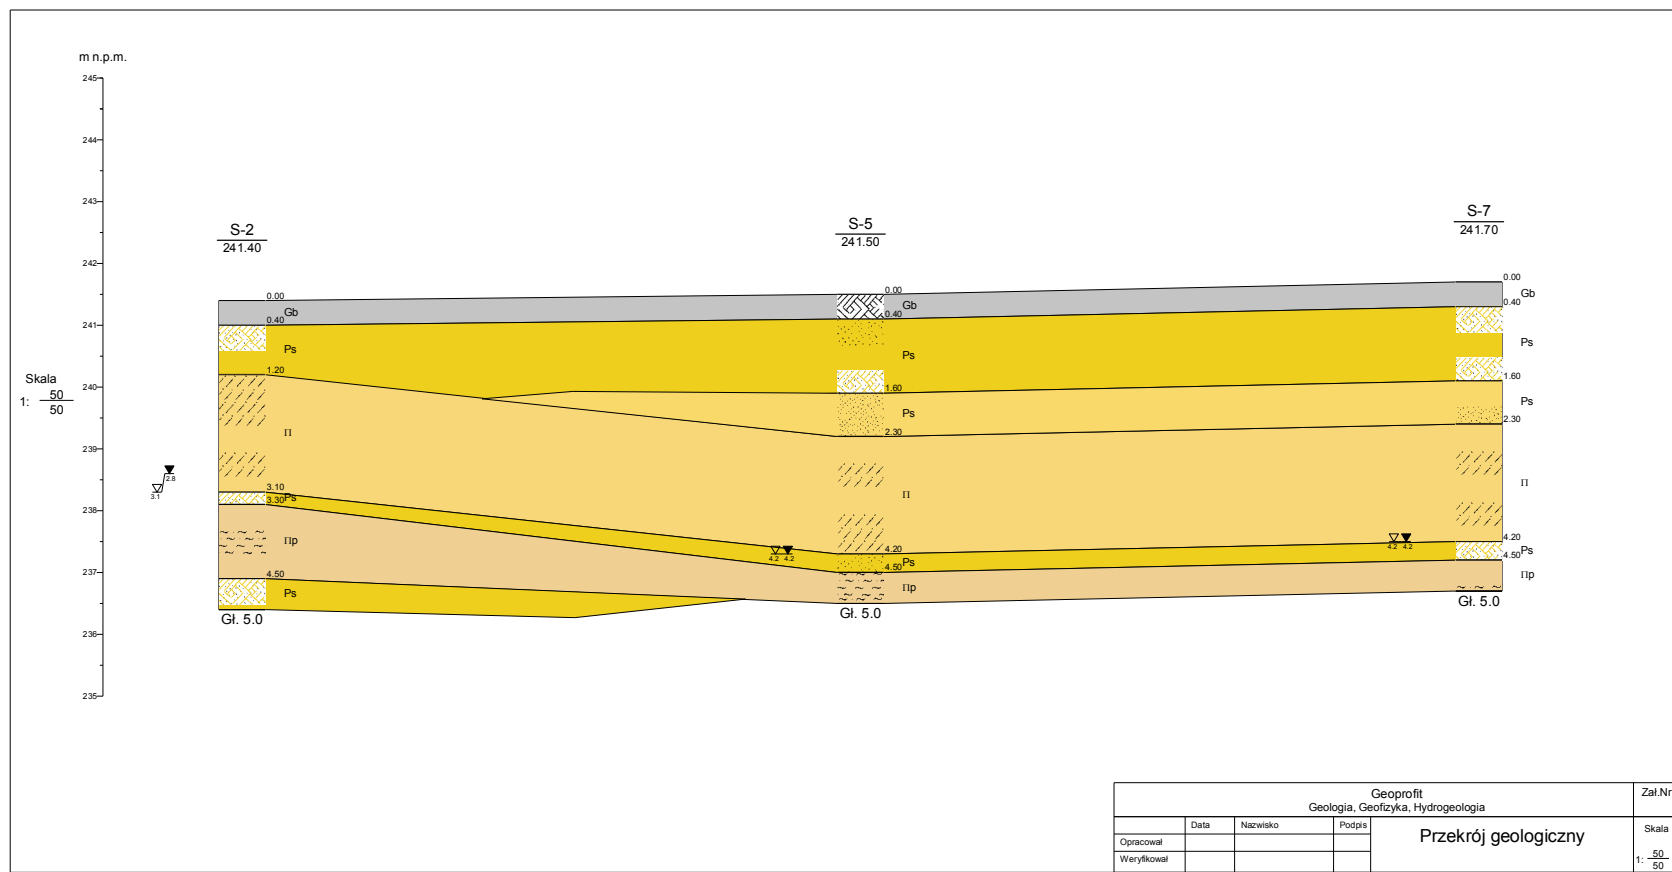 m n.p.m.
245
244
243
242
241
240
239
238
237
236
235
Skala
1: 50
50
S-2
241.40
0.00
Gb
0.40
Ps
1.20
П
3.10
Ps
3.30
Пp
4.50
Ps
Gł. 5.0
2.8
3.1
S-5
241.50
0.00
Gb
0.40
Ps
1.60
Ps
2.30
П
4.20
Ps
4.50
Пp
Gł. 5.0
4.2 4.2
S-7
241.70
0.00
Gb
0.40
Ps
1.60
Ps
2.30
П
4.20
Ps
4.50
Пp
Gł. 5.0
4.2 4.2
Geoprofit
Geologia, Geofizyka, Hydrogeologia
Zał.Nr
Data Nazwisko Podpis
Opracował
Weryfikował
Przekrój geologiczny
Skala
1: 50
50